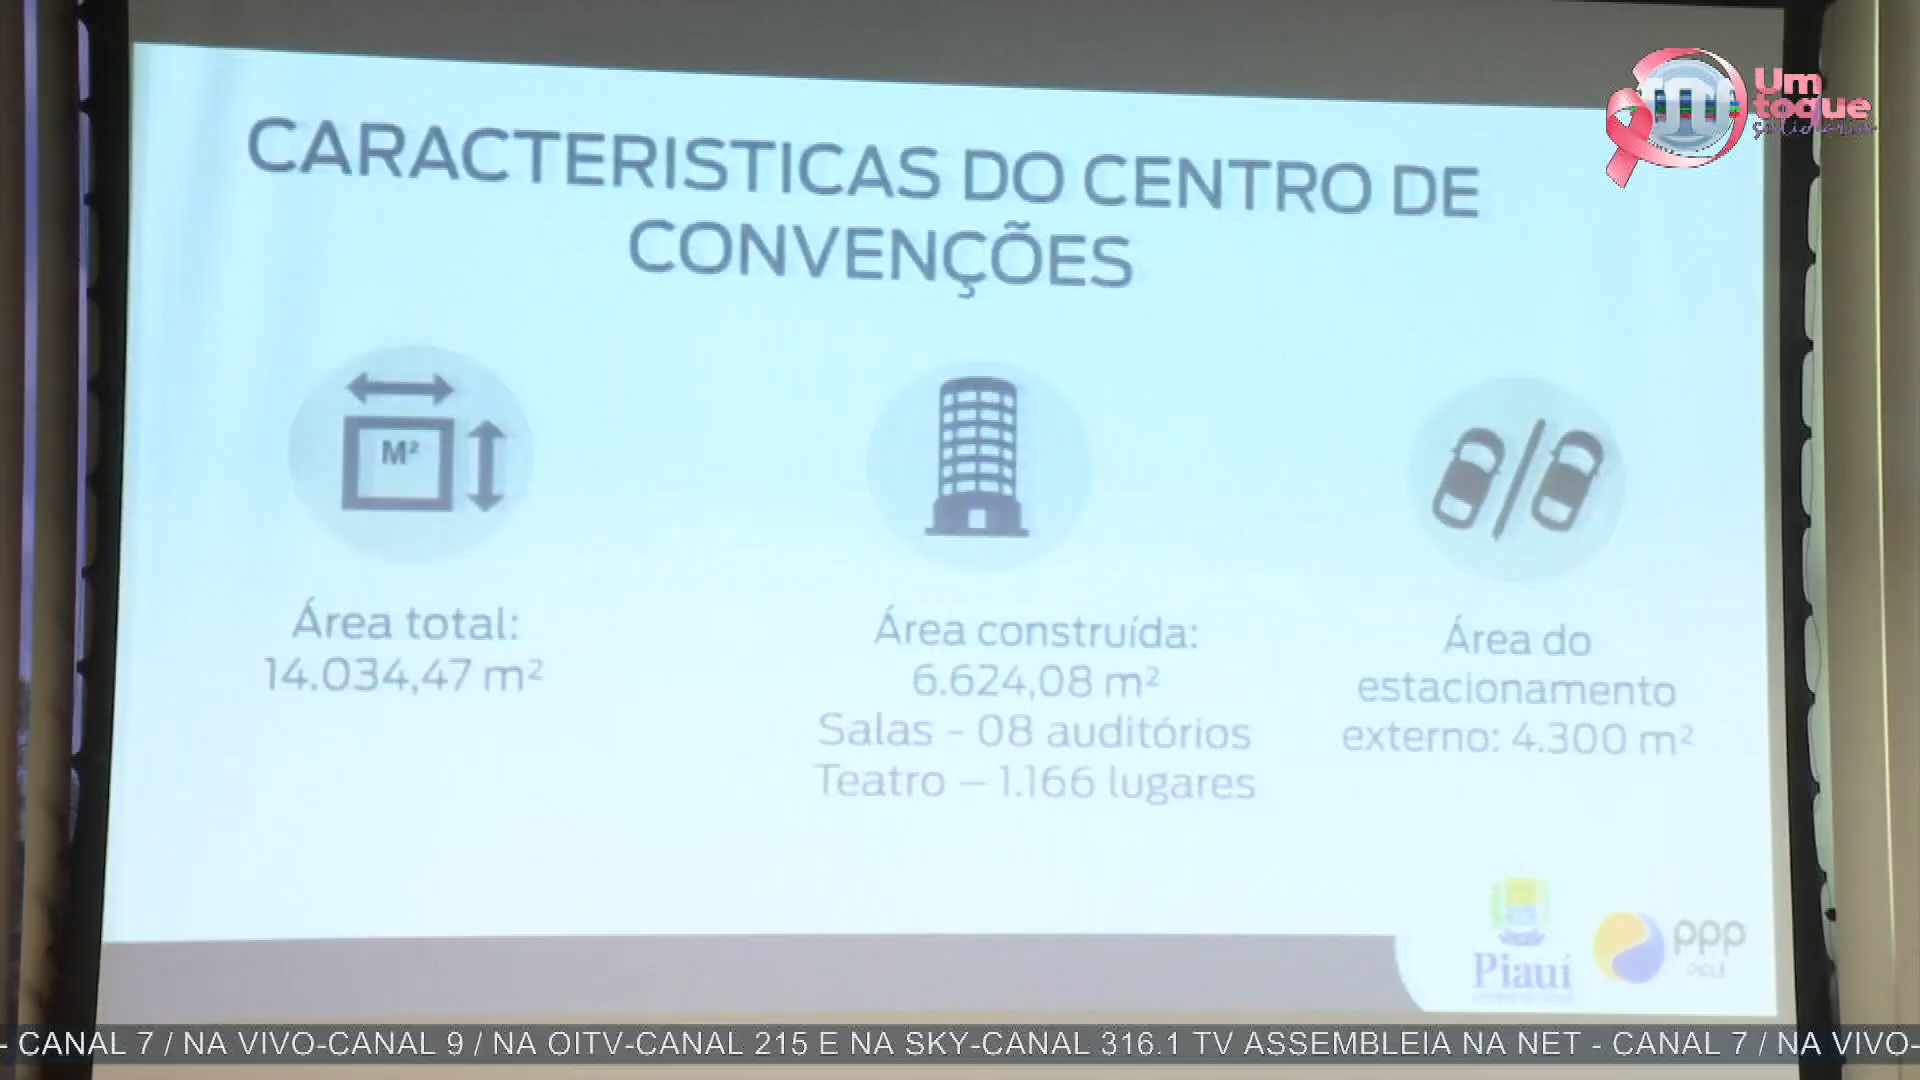 Um
toque
solidário
CARACTERISTICAS DO CENTRO DE
CONVENÇÕES
M²
Área total:
14.034,47 m²
Área construída:
6.624,08 m²
Salas - 08 auditórios
Teatro – 1.166 lugares
Área do
estacionamento
externo: 4.300 m²
Piauí
ppp
- CANAL 7 / NA VIVO-CANAL 9 / NA OITV-CANAL 215 E NA SKY-CANAL 316.1 TV ASSEMBLEIA NA NET - CANAL 7 / NA VIVO-